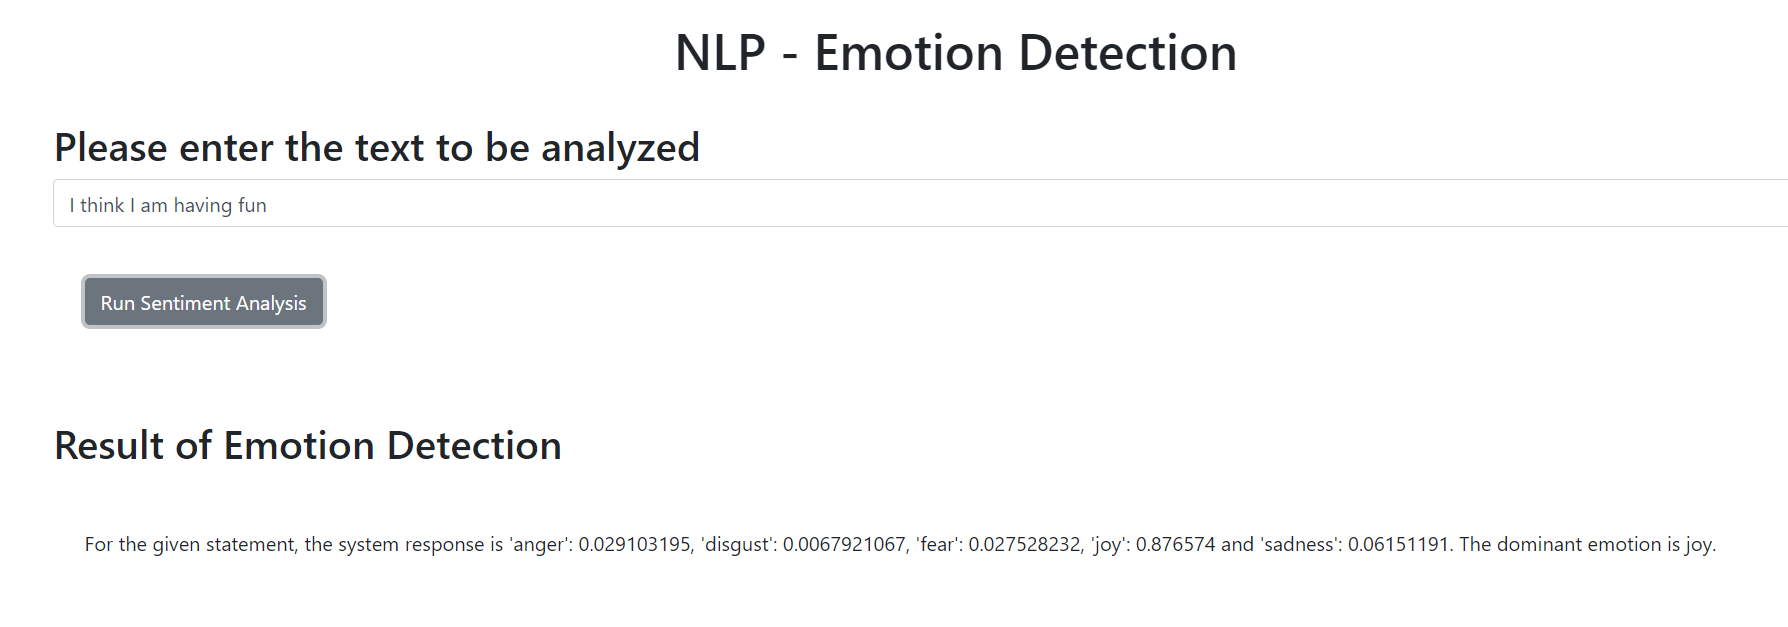 NLP - Emotion Detection
Please enter the text to be analyzed
I think I am having fun
Run Sentiment Analysis
Result of Emotion Detection
For the given statement, the system response is 'anger': 0.029103195, 'disgust': 0.0067921067, 'fear': 0.027528232, 'joy': 0.876574 and 'sadness': 0.06151191. The dominant emotion is joy.